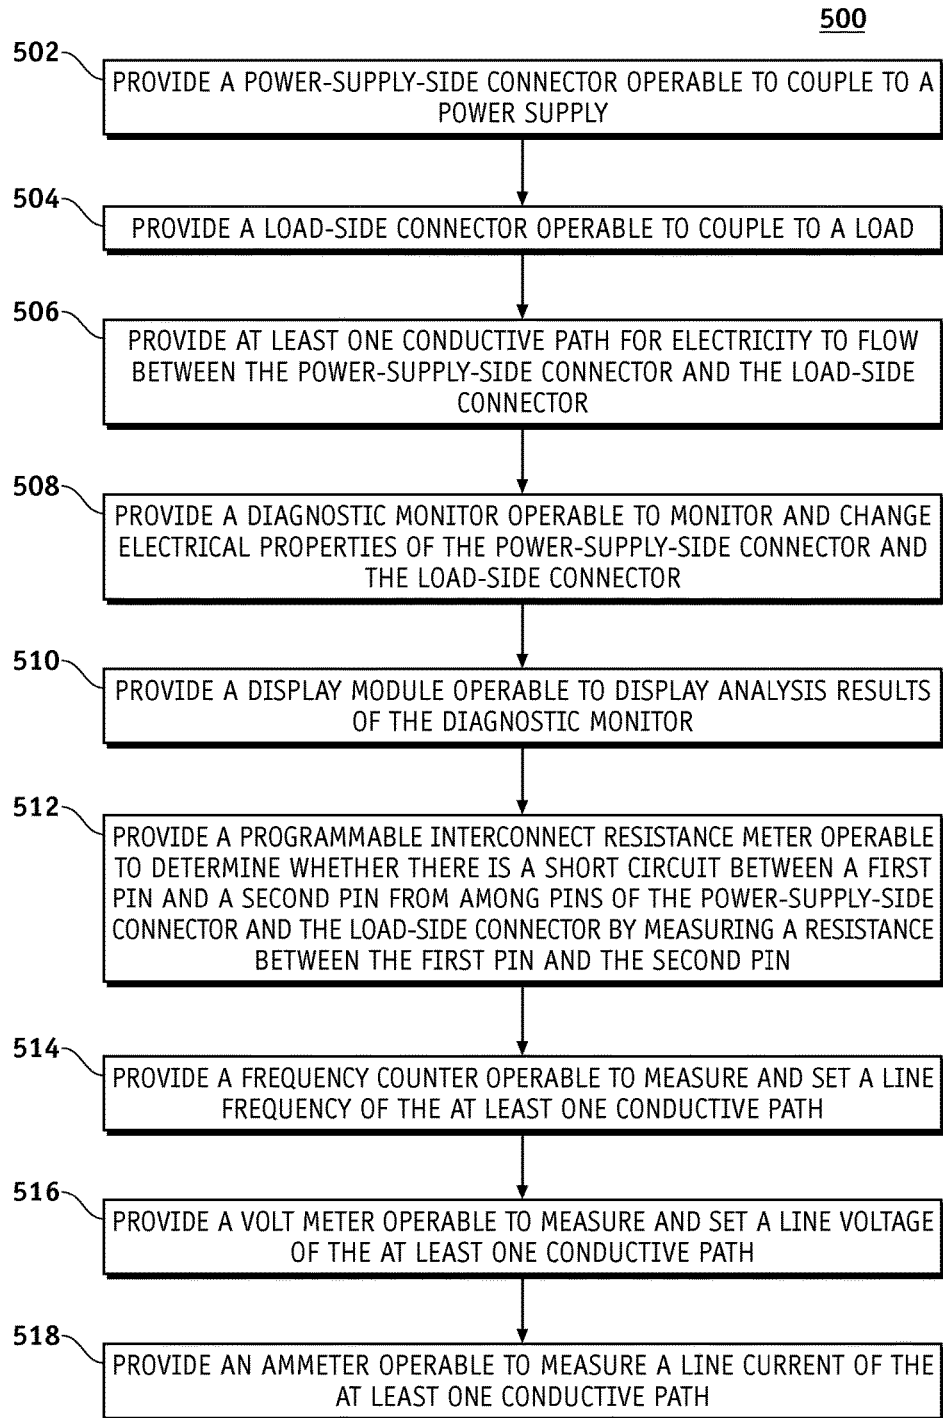 500
502
PROVIDE A POWER-SUPPLY-SIDE CONNECTOR OPERABLE TO COUPLE TO A
POWER SUPPLY
504
PROVIDE A LOAD-SIDE CONNECTOR OPERABLE TO COUPLE TO A LOAD
506
PROVIDE AT LEAST ONE CONDUCTIVE PATH FOR ELECTRICITY TO FLOW
BETWEEN THE POWER-SUPPLY-SIDE CONNECTOR AND THE LOAD-SIDE
CONNECTOR
508
PROVIDE A DIAGNOSTIC MONITOR OPERABLE TO MONITOR AND CHANGE
ELECTRICAL PROPERTIES OF THE POWER-SUPPLY-SIDE CONNECTOR AND
THE LOAD-SIDE CONNECTOR
510
PROVIDE A DISPLAY MODULE OPERABLE TO DISPLAY ANALYSIS RESULTS
OF THE DIAGNOSTIC MONITOR
512
PROVIDE A PROGRAMMABLE INTERCONNECT RESISTANCE METER OPERABLE
TO DETERMINE WHETHER THERE IS A SHORT CIRCUIT BETWEEN A FIRST
PIN AND A SECOND PIN FROM AMONG PINS OF THE POWER-SUPPLY-SIDE
CONNECTOR AND THE LOAD-SIDE CONNECTOR BY MEASURING A RESISTANCE
BETWEEN THE FIRST PIN AND THE SECOND PIN
514
PROVIDE A FREQUENCY COUNTER OPERABLE TO MEASURE AND SET A LINE
FREQUENCY OF THE AT LEAST ONE CONDUCTIVE PATH
516
PROVIDE A VOLT METER OPERABLE TO MEASURE AND SET A LINE VOLTAGE
OF THE AT LEAST ONE CONDUCTIVE PATH
518
PROVIDE AN AMMETER OPERABLE TO MEASURE A LINE CURRENT OF THE
AT LEAST ONE CONDUCTIVE PATH